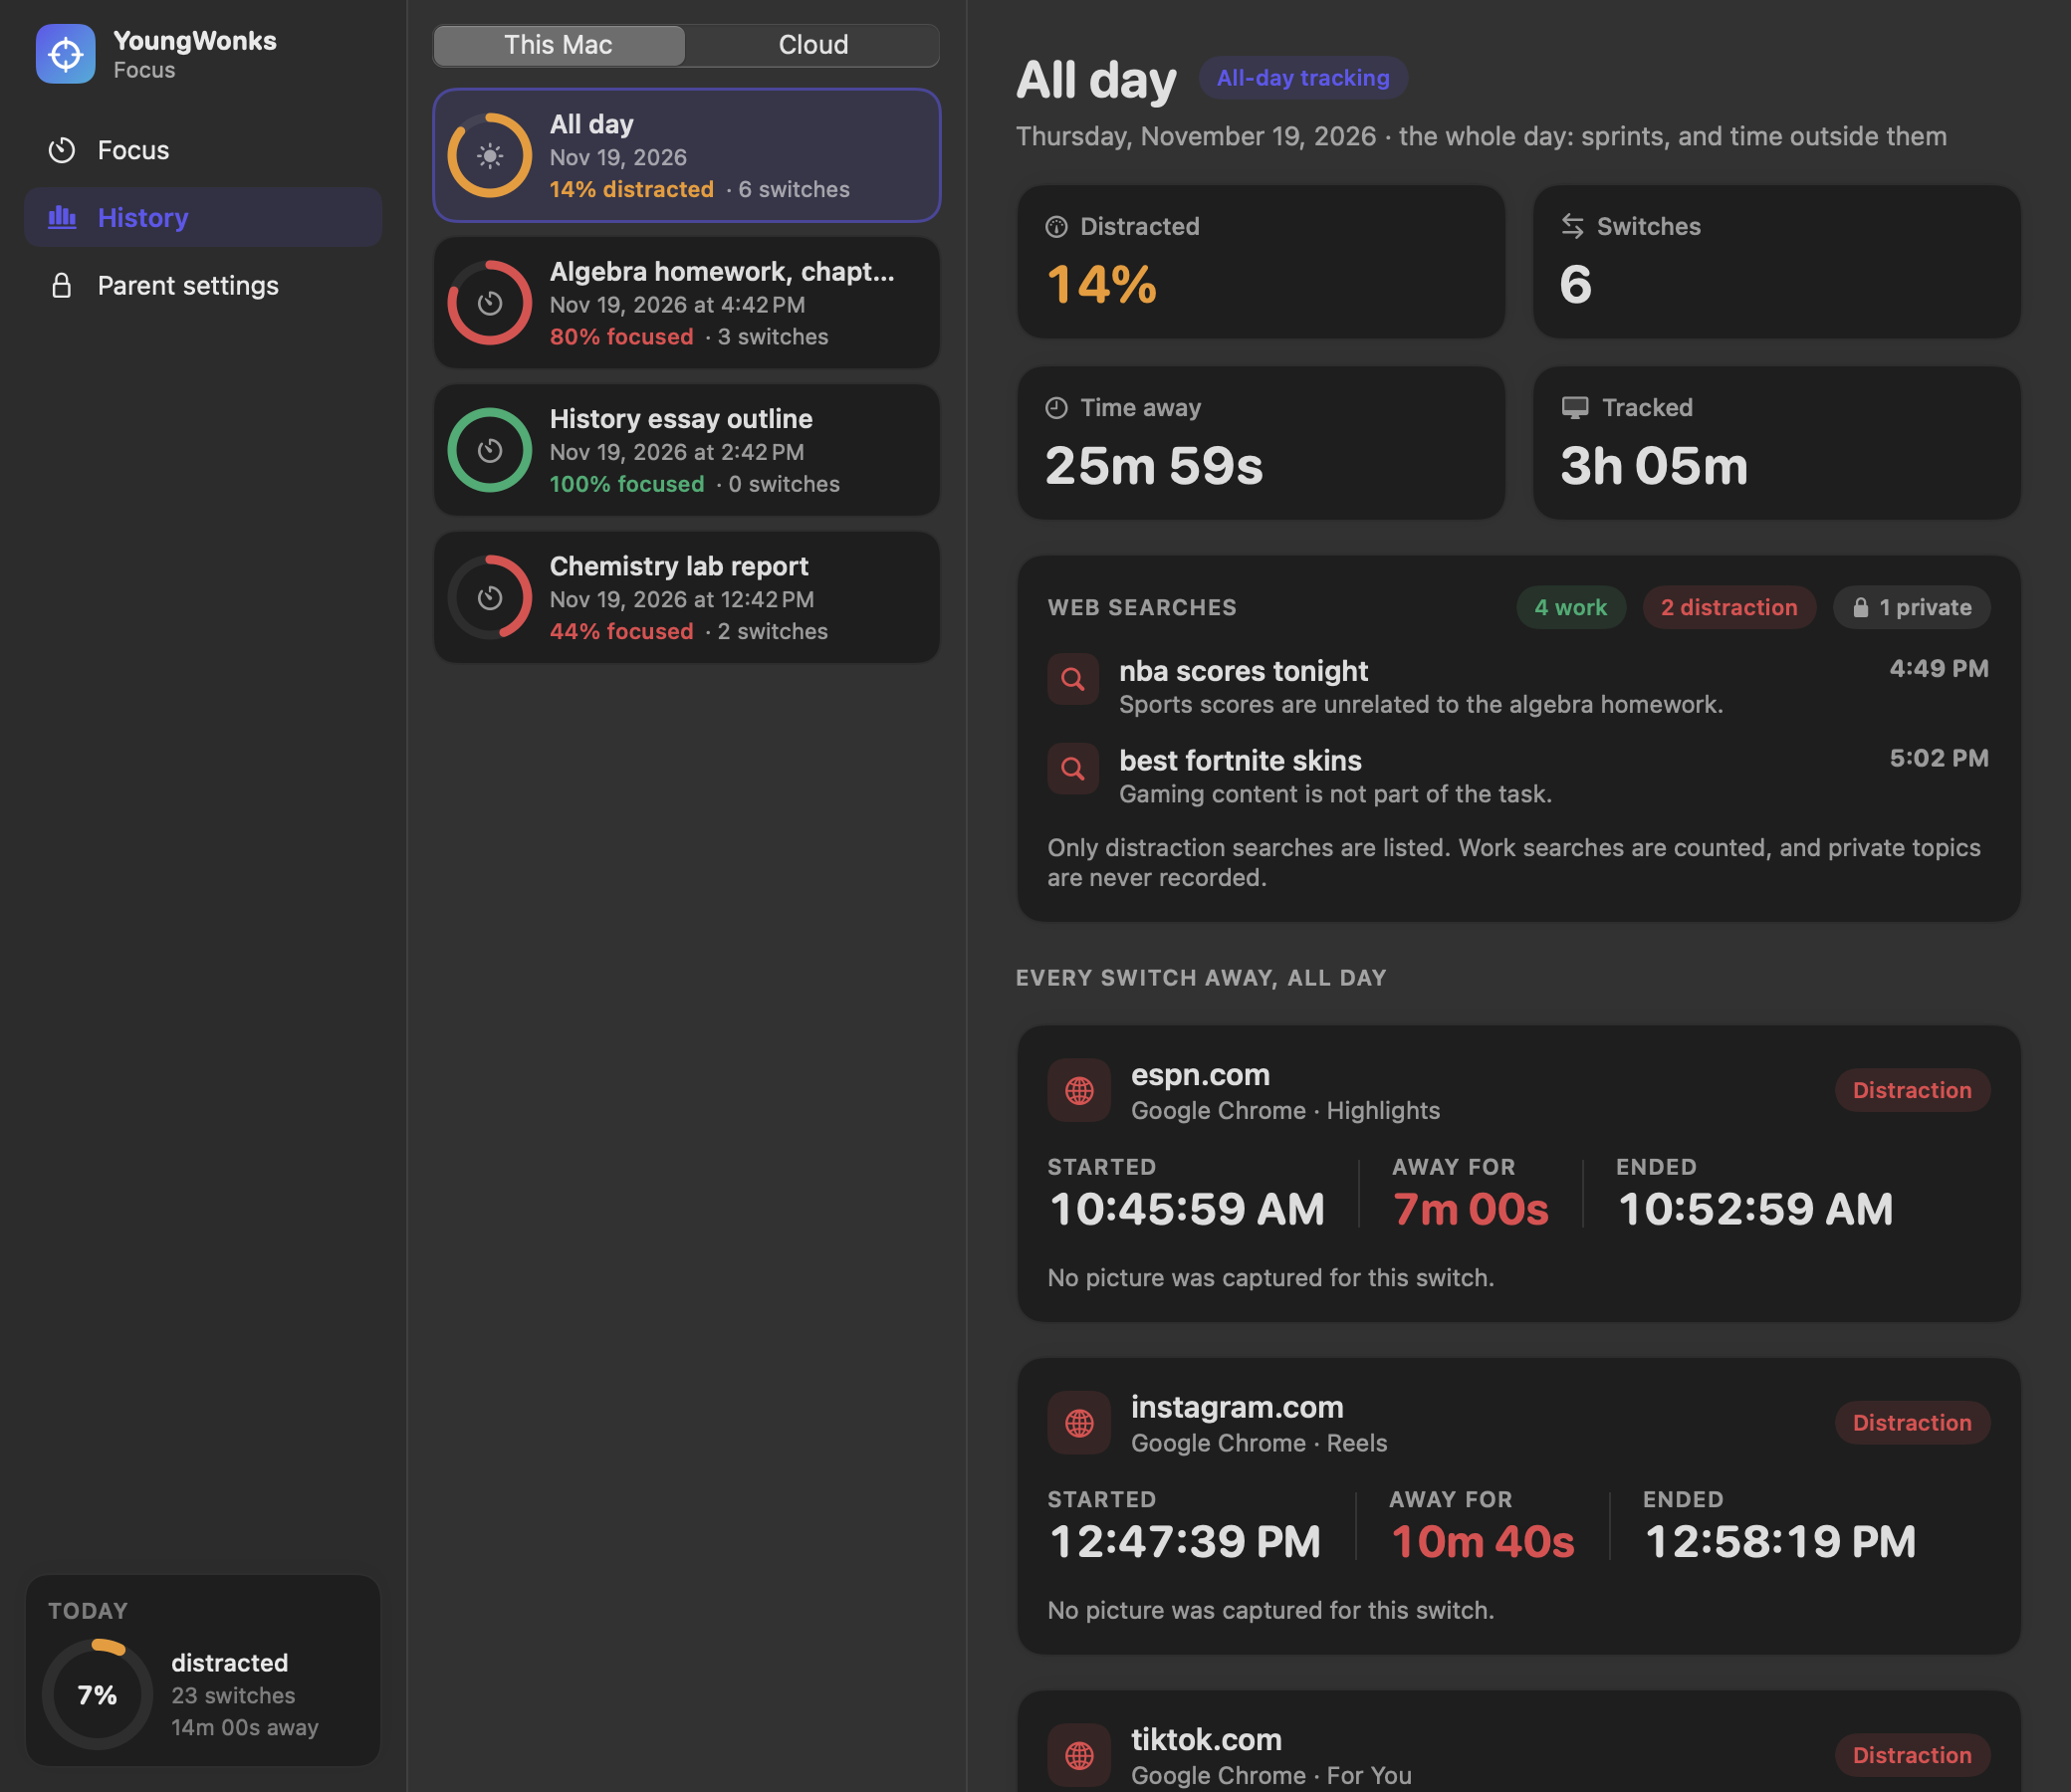 YoungWonks
Focus
Focus
History
Parent settings
TODAY
7%
distracted
23 switches
14m 00s away
This Mac
Cloud
All day
Nov 19, 2026
14% distracted · 6 switches
Algebra homework, chapt...
Nov 19, 2026 at 4:42 PM
80% focused · 3 switches
History essay outline
Nov 19, 2026 at 2:42 PM
100% focused · 0 switches
Chemistry lab report
Nov 19, 2026 at 12:42 PM
44% focused · 2 switches
All day
All-day tracking
Thursday, November 19, 2026 · the whole day: sprints, and time outside them
Distracted
14%
Switches
6
Time away
25m 59s
Tracked
3h 05m
WEB SEARCHES
4 work
2 distraction
1 private
nba scores tonight
4:49 PM
Sports scores are unrelated to the algebra homework.
best fortnite skins
5:02 PM
Gaming content is not part of the task.
Only distraction searches are listed. Work searches are counted, and private topics
are never recorded.
EVERY SWITCH AWAY, ALL DAY
espn.com
Google Chrome · Highlights
Distraction
STARTED
10:45:59 AM
AWAY FOR
7m 00s
ENDED
10:52:59 AM
No picture was captured for this switch.
instagram.com
Google Chrome · Reels
Distraction
STARTED
12:47:39 PM
AWAY FOR
10m 40s
ENDED
12:58:19 PM
No picture was captured for this switch.
tiktok.com
Google Chrome · For You
Distraction